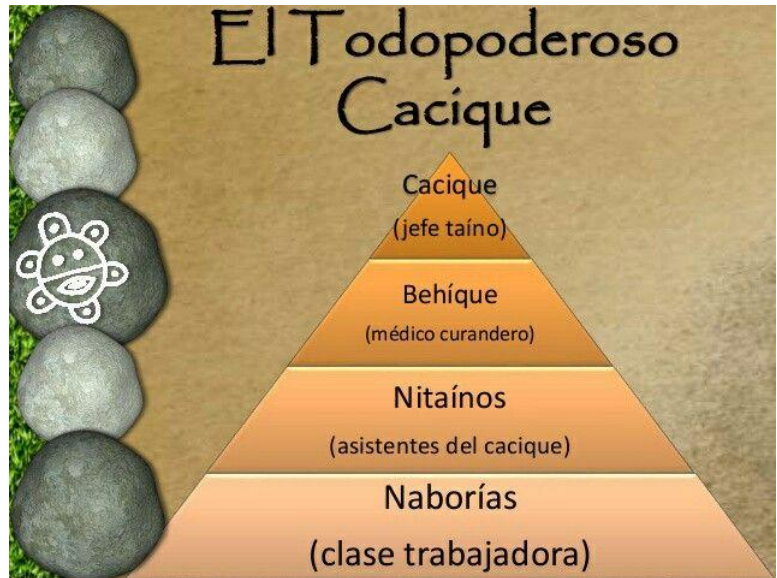 El Todopoderoso
Cacique
Cacique
(jefe taíno)
Behíque
(médico curandero)
Nitaínos
(asistentes del cacique)
Naborías
(clase trabajadora)